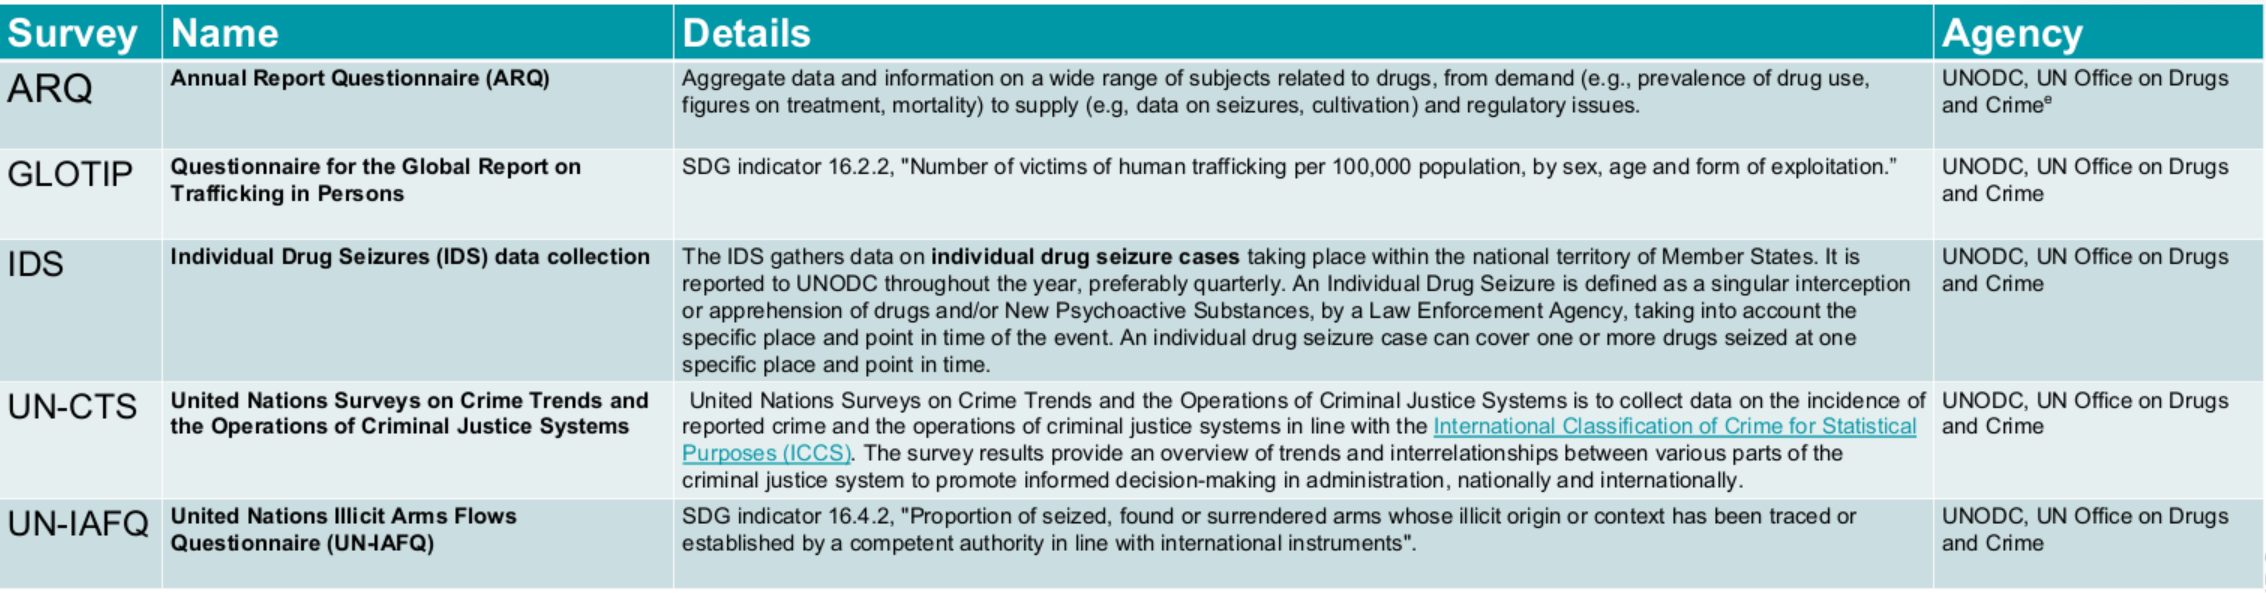 Survey Name Details Agency
ARQ
Annual Report Questionnaire (ARQ)
Aggregate data and information on a wide range of subjects related to drugs, from demand (e.g., prevalence of drug use,
figures on treatment, mortality) to supply (e.g, data on seizures, cultivation) and regulatory issues.
UNODC, UN Office on Drugs
and Crimeᵉ
GLOTIP
Questionnaire for the Global Report on
Trafficking in Persons
SDG indicator 16.2.2, "Number of victims of human trafficking per 100,000 population, by sex, age and form of exploitation.”
UNODC, UN Office on Drugs
and Crime
IDS
Individual Drug Seizures (IDS) data collection
The IDS gathers data on individual drug seizure cases taking place within the national territory of Member States. It is
reported to UNODC throughout the year, preferably quarterly. An Individual Drug Seizure is defined as a singular interception
or apprehension of drugs and/or New Psychoactive Substances, by a Law Enforcement Agency, taking into account the
specific place and point in time of the event. An individual drug seizure case can cover one or more drugs seized at one
specific place and point in time.
UNODC, UN Office on Drugs
and Crime
UN-CTS
United Nations Surveys on Crime Trends and
the Operations of Criminal Justice Systems
United Nations Surveys on Crime Trends and the Operations of Criminal Justice Systems is to collect data on the incidence of
reported crime and the operations of criminal justice systems in line with the International Classification of Crime for Statistical
Purposes (ICCS). The survey results provide an overview of trends and interrelationships between various parts of the
criminal justice system to promote informed decision-making in administration, nationally and internationally.
UNODC, UN Office on Drugs
and Crime
UN-IAFQ
United Nations Illicit Arms Flows
Questionnaire (UN-IAFQ)
SDG indicator 16.4.2, "Proportion of seized, found or surrendered arms whose illicit origin or context has been traced or
established by a competent authority in line with international instruments".
UNODC, UN Office on Drugs
and Crime